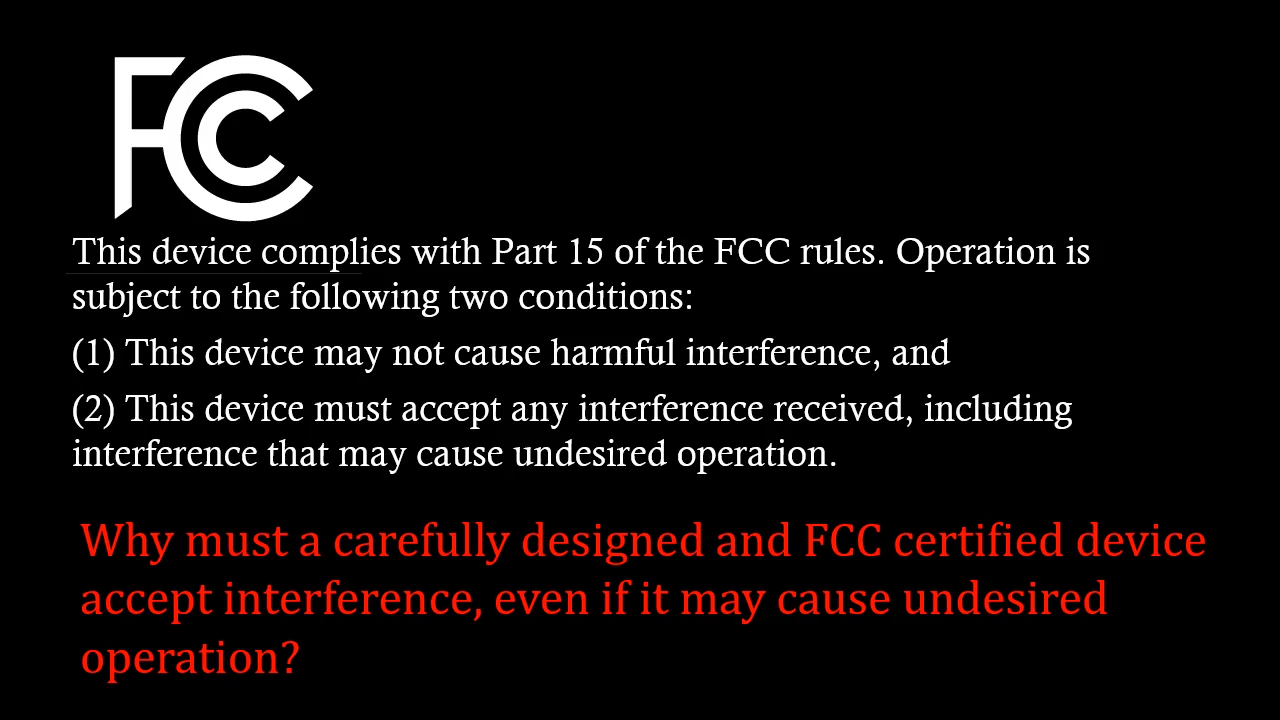 FCC
This device complies with Part 15 of the FCC rules. Operation is
subject to the following two conditions:
(1) This device may not cause harmful interference, and
(2) This device must accept any interference received, including
interference that may cause undesired operation.
Why must a carefully designed and FCC certified device
accept interference, even if it may cause undesired
operation?